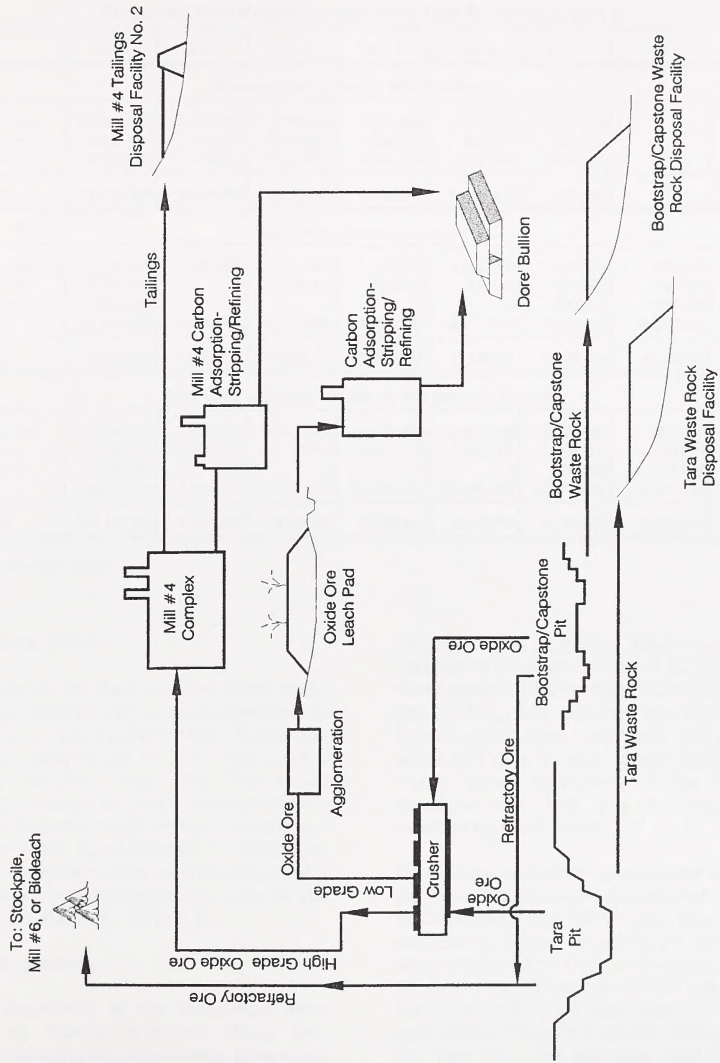 To: Stockpile,
Mill #6, or Bioleach
Mill #4 Tailings
Disposal Facility No. 2
Tailings
Mill #4
Complex
Mill #4 Carbon
Adsorption-
Stripping/Refining
Refractory Ore
High Grade Oxide Ore
Low Grade
Oxide Ore
Agglomeration
Oxide Ore
Leach Pad
Carbon
Adsorption-
Stripping/
Refining
Dore' Bullion
Crusher
Oxide
Ore
Oxide Ore
Refractory Ore
Tara
Pit
Bootstrap/Capstone
Pit
Bootstrap/Capstone
Waste Rock
Tara Waste Rock
Tara Waste Rock
Disposal Facility
Bootstrap/Capstone Waste
Rock Disposal Facility